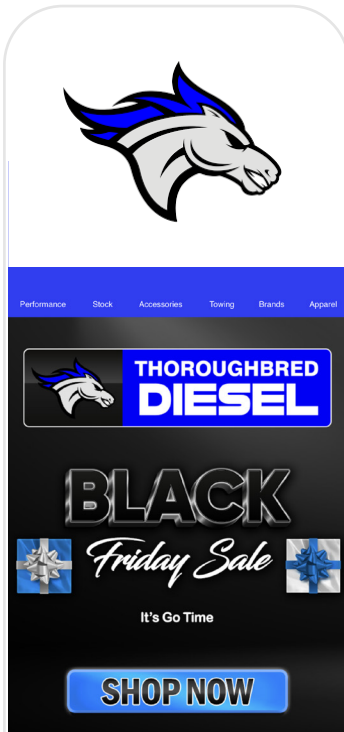 Performance Stock Accessories Towing Brands Apparel
THOROUGHBRED
DIESEL
BLACK
Friday Sale
It's Go Time
SHOP NOW